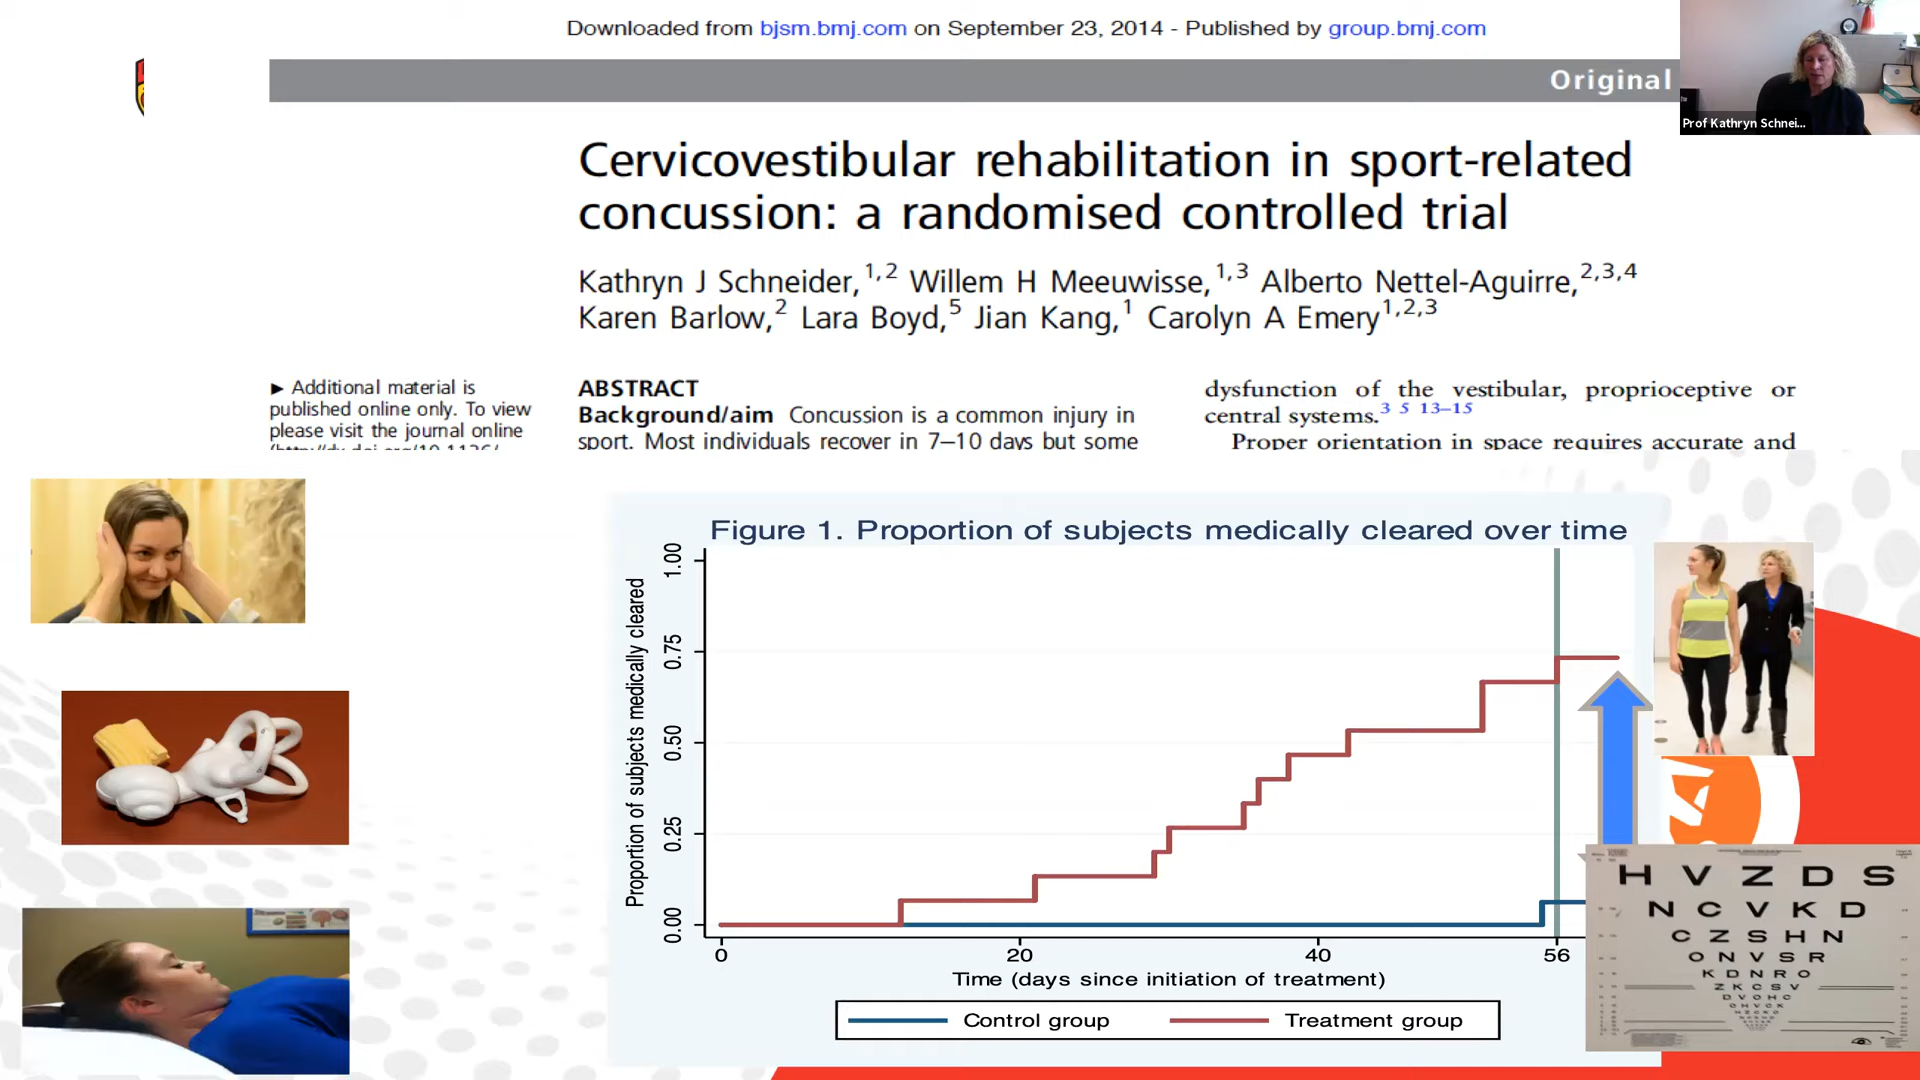 Downloaded from bjsm.bmj.com on September 23, 2014 - Published by group.bmj.com
Original
Prof Kathryn Schnei...
Cervicovestibular rehabilitation in sport-related
concussion: a randomised controlled trial
Kathryn J Schneider,1,2 Willem H Meeuwisse,1,3 Alberto Nettel-Aguirre,2,3,4
Karen Barlow,2 Lara Boyd,5 Jian Kang,1 Carolyn A Emery1,2,3
► Additional material is
published online only. To view
please visit the journal online
ABSTRACT
Background/aim Concussion is a common injury in
sport. Most individuals recover in 7–10 days but some
dysfunction of the vestibular, proprioceptive or
central systems.3 5 13–15
Proper orientation in space requires accurate and
Figure 1. Proportion of subjects medically cleared over time
Proportion of subjects medically cleared
1.00
0.75
0.50
0.25
0.00
0
20
40
56
Time (days since initiation of treatment)
Control group
Treatment group
H V Z D S
N C V K D
C Z S H N
O N V S R
K D N R O
Z K C S V
D V O H C